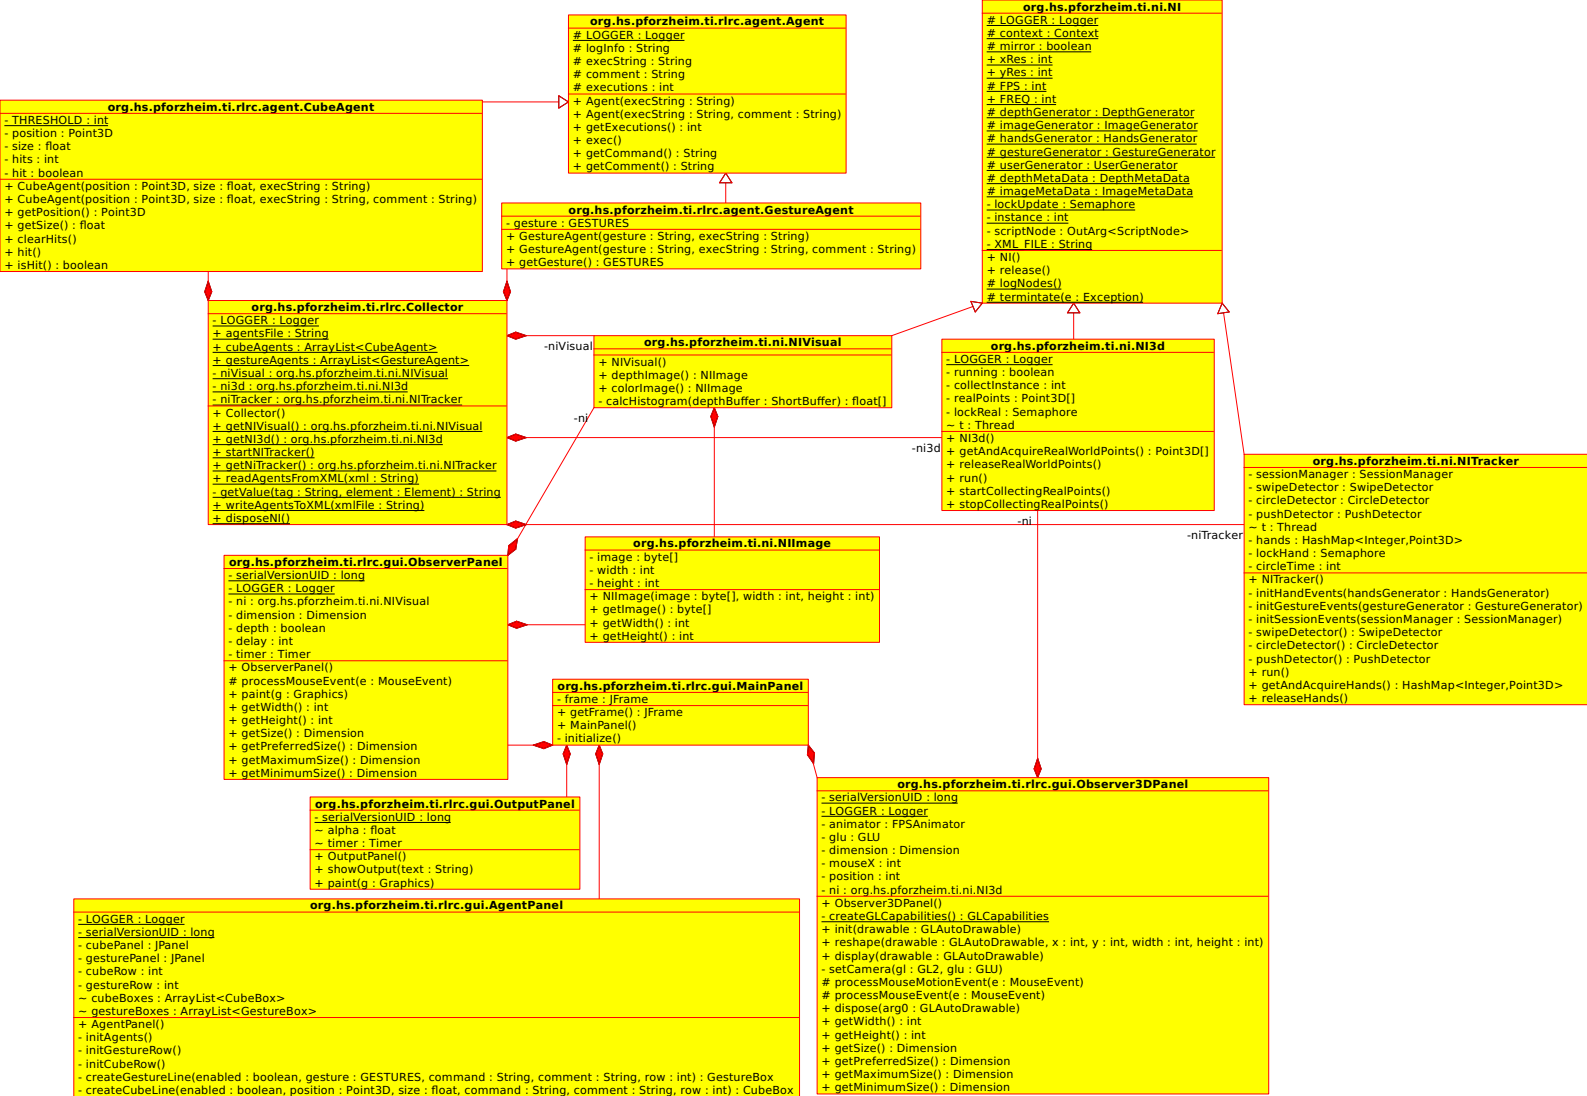 org.hs.pforzheim.ti.rlrc.agent.Agent
# LOGGER : Logger
# logInfo : String
# execString : String
# comment : String
# executions : int
+ Agent(execString : String)
+ Agent(execString : String, comment : String)
+ getExecutions() : int
+ exec()
+ getCommand() : String
+ getComment() : String
org.hs.pforzheim.ti.ni.NI
# LOGGER : Logger
# context : Context
# mirror : boolean
+ xRes : int
+ yRes : int
# FPS : int
+ FREQ : int
# depthGenerator : DepthGenerator
# imageGenerator : ImageGenerator
# handsGenerator : HandsGenerator
# gestureGenerator : GestureGenerator
# userGenerator : UserGenerator
# depthMetaData : DepthMetaData
# imageMetaData : ImageMetaData
- lockUpdate : Semaphore
- instance : int
- scriptNode : OutArg<ScriptNode>
- XML_FILE : String
+ NI()
+ release()
# logNodes()
# termintate(e : Exception)
org.hs.pforzheim.ti.rlrc.agent.CubeAgent
- THRESHOLD : int
- position : Point3D
- size : float
- hits : int
- hit : boolean
+ CubeAgent(position : Point3D, size : float, execString : String)
+ CubeAgent(position : Point3D, size : float, execString : String, comment : String)
+ getPosition() : Point3D
+ getSize() : float
+ clearHits()
+ hit()
+ isHit() : boolean
org.hs.pforzheim.ti.rlrc.agent.GestureAgent
- gesture : GESTURES
+ GestureAgent(gesture : String, execString : String)
+ GestureAgent(gesture : String, execString : String, comment : String)
+ getGesture() : GESTURES
org.hs.pforzheim.ti.rlrc.Collector
- LOGGER : Logger
+ agentsFile : String
+ cubeAgents : ArrayList<CubeAgent>
+ gestureAgents : ArrayList<GestureAgent>
- niVisual : org.hs.pforzheim.ti.ni.NIVisual
- ni3d : org.hs.pforzheim.ti.ni.NI3d
- niTracker : org.hs.pforzheim.ti.ni.NITracker
+ Collector()
+ getNIVisual() : org.hs.pforzheim.ti.ni.NIVisual
+ getNI3d() : org.hs.pforzheim.ti.ni.NI3d
+ startNITracker()
+ getNiTracker() : org.hs.pforzheim.ti.ni.NITracker
+ readAgentsFromXML(xml : String)
- getValue(tag : String, element : Element) : String
+ writeAgentsToXML(xmlFile : String)
+ disposeNI()
-niVisual
-ni
-ni3d
-ni
-niTracker
org.hs.pforzheim.ti.ni.NIVisual
+ NIVisual()
+ depthImage() : NIImage
+ colorImage() : NIImage
- calcHistogram(depthBuffer : ShortBuffer) : float[]
org.hs.pforzheim.ti.ni.NI3d
- LOGGER : Logger
- running : boolean
- collectInstance : int
- realPoints : Point3D[]
- lockReal : Semaphore
~ t : Thread
+ NI3d()
+ getAndAcquireRealWorldPoints() : Point3D[]
+ releaseRealWorldPoints()
+ run()
+ startCollectingRealPoints()
+ stopCollectingRealPoints()
org.hs.pforzheim.ti.ni.NITracker
- sessionManager : SessionManager
- swipeDetector : SwipeDetector
- circleDetector : CircleDetector
- pushDetector : PushDetector
~ t : Thread
- hands : HashMap<Integer,Point3D>
- lockHand : Semaphore
- circleTime : int
+ NITracker()
- initHandEvents(handsGenerator : HandsGenerator)
- initGestureEvents(gestureGenerator : GestureGenerator)
- initSessionEvents(sessionManager : SessionManager)
- swipeDetector() : SwipeDetector
- circleDetector() : CircleDetector
- pushDetector() : PushDetector
+ run()
+ getAndAcquireHands() : HashMap<Integer,Point3D>
+ releaseHands()
org.hs.pforzheim.ti.ni.NIImage
- image : byte[]
- width : int
- height : int
+ NIImage(image : byte[], width : int, height : int)
+ getImage() : byte[]
+ getWidth() : int
+ getHeight() : int
org.hs.pforzheim.ti.rlrc.gui.ObserverPanel
- serialVersionUID : long
- LOGGER : Logger
- ni : org.hs.pforzheim.ti.ni.NIVisual
- dimension : Dimension
- depth : boolean
- delay : int
- timer : Timer
+ ObserverPanel()
# processMouseEvent(e : MouseEvent)
+ paint(g : Graphics)
+ getWidth() : int
+ getHeight() : int
+ getSize() : Dimension
+ getPreferredSize() : Dimension
+ getMaximumSize() : Dimension
+ getMinimumSize() : Dimension
org.hs.pforzheim.ti.rlrc.gui.MainPanel
- frame : JFrame
+ getFrame() : JFrame
+ MainPanel()
- initialize()
org.hs.pforzheim.ti.rlrc.gui.OutputPanel
- serialVersionUID : long
~ alpha : float
~ timer : Timer
+ OutputPanel()
+ showOutput(text : String)
+ paint(g : Graphics)
org.hs.pforzheim.ti.rlrc.gui.Observer3DPanel
- serialVersionUID : long
- LOGGER : Logger
- animator : FPSAnimator
- glu : GLU
- dimension : Dimension
- mouseX : int
- position : int
- ni : org.hs.pforzheim.ti.ni.NI3d
+ Observer3DPanel()
- createGLCapabilities() : GLCapabilities
+ init(drawable : GLAutoDrawable)
+ reshape(drawable : GLAutoDrawable, x : int, y : int, width : int, height : int)
+ display(drawable : GLAutoDrawable)
- setCamera(gl : GL2, glu : GLU)
# processMouseMotionEvent(e : MouseEvent)
# processMouseEvent(e : MouseEvent)
+ dispose(arg0 : GLAutoDrawable)
+ getWidth() : int
+ getHeight() : int
+ getSize() : Dimension
+ getPreferredSize() : Dimension
+ getMaximumSize() : Dimension
+ getMinimumSize() : Dimension
org.hs.pforzheim.ti.rlrc.gui.AgentPanel
- LOGGER : Logger
- serialVersionUID : long
- cubePanel : JPanel
- gesturePanel : JPanel
- cubeRow : int
- gestureRow : int
~ cubeBoxes : ArrayList<CubeBox>
~ gestureBoxes : ArrayList<GestureBox>
+ AgentPanel()
- initAgents()
- initGestureRow()
- initCubeRow()
- createGestureLine(enabled : boolean, gesture : GESTURES, command : String, comment : String, row : int) : GestureBox
- createCubeLine(enabled : boolean, position : Point3D, size : float, command : String, comment : String, row : int) : CubeBox